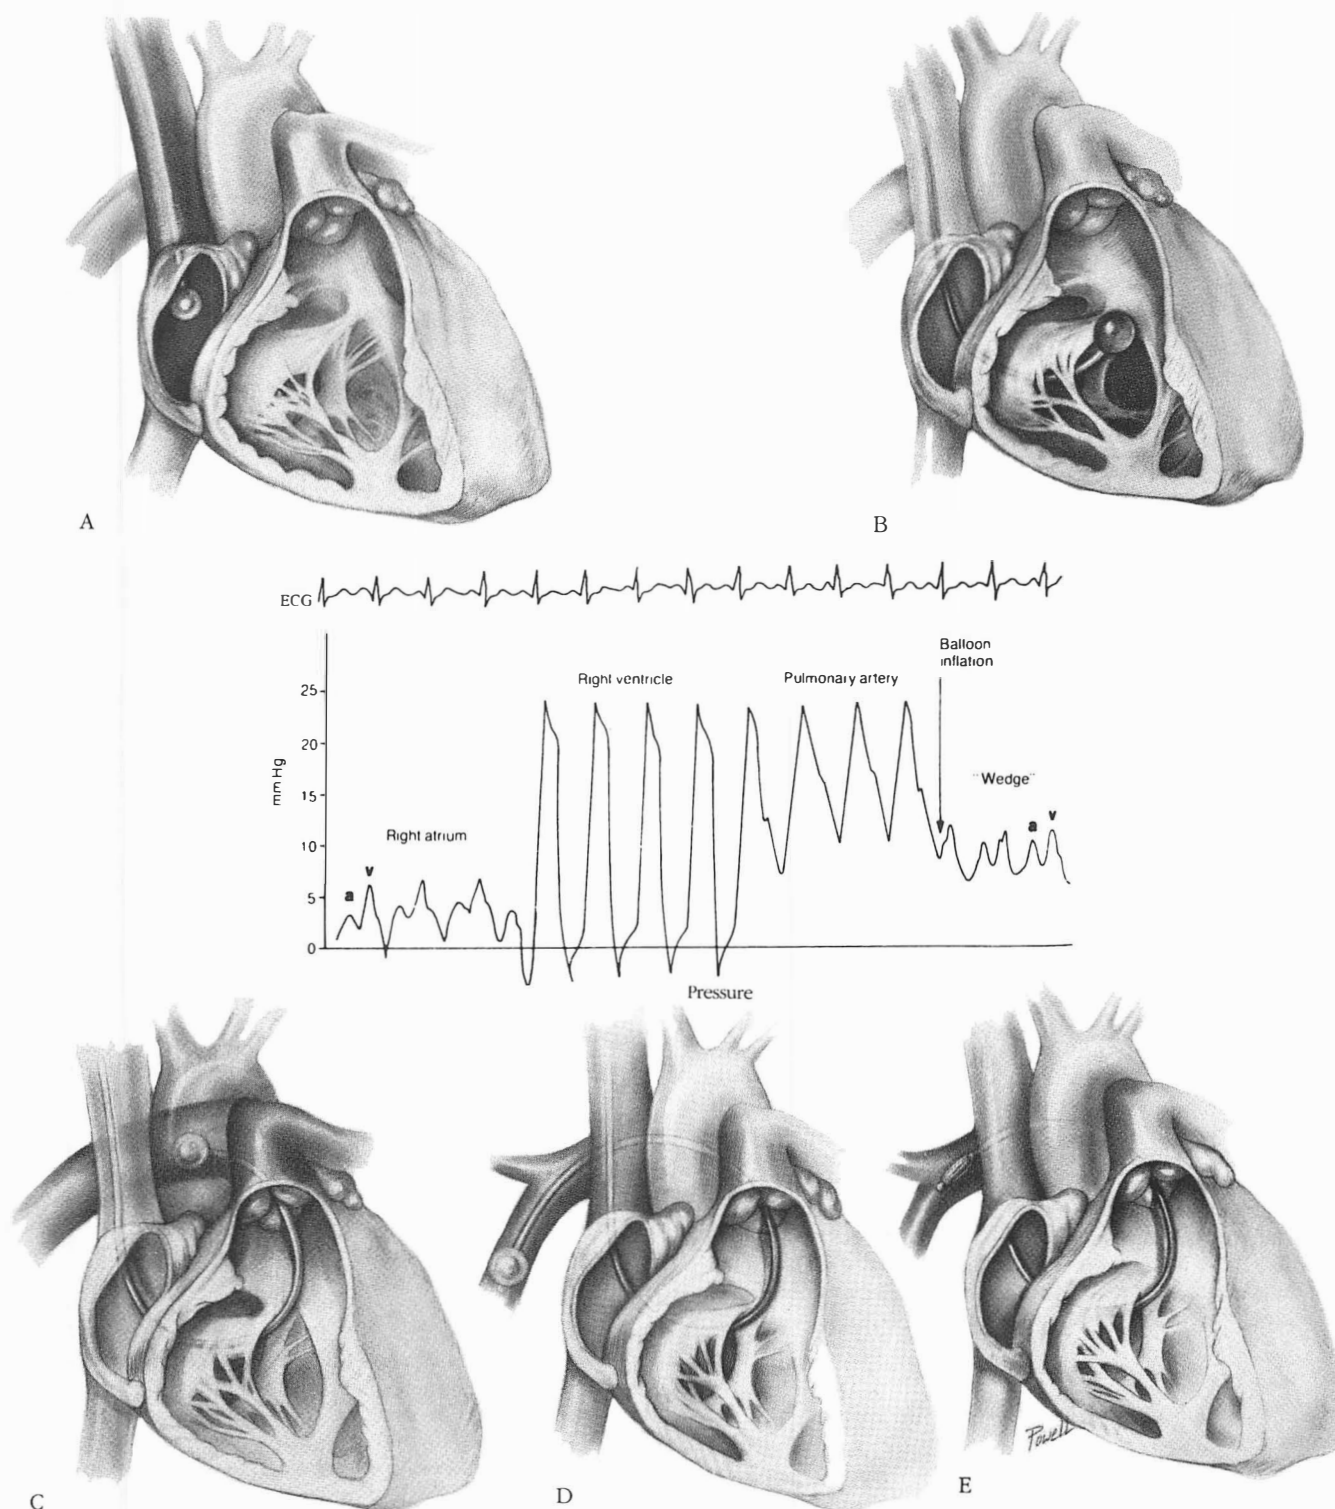 A
B
ECG
Balloon
inflation
Right ventricle
Pulmonary artery
25
20
mm Hg
15
"Wedge"
a
v
10
Right atrium
v
a
5
0
Pressure
Powell
C
D
E